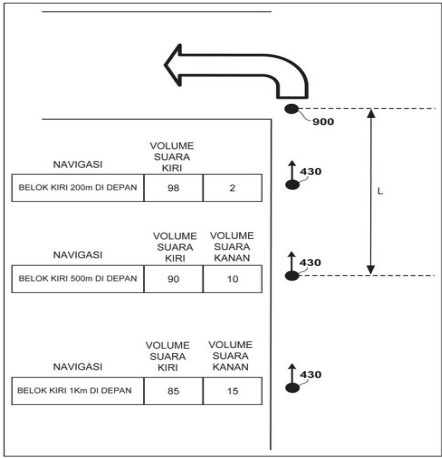 900
VOLUME
SUARA
KIRI
NAVIGASI
BELOK KIRI 200m DI DEPAN 98 2
430
L
VOLUME SUARA KIRI
VOLUME SUARA KANAN
NAVIGASI
BELOK KIRI 500m DI DEPAN 90 10
430
VOLUME SUARA KIRI
VOLUME SUARA KANAN
NAVIGASI
BELOK KIRI 1Km DI DEPAN 85 15
430